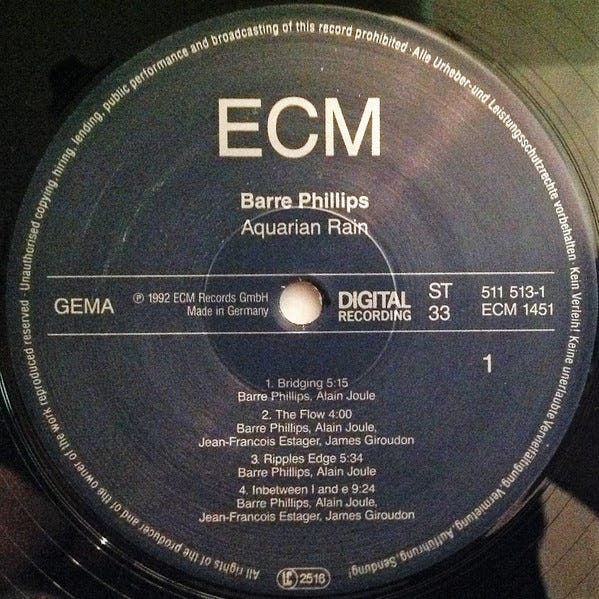 All rights of the producer and of the owner of the work reproduced reserved · Unauthorised copying, hiring, lending, public performance and broadcasting of this record prohibited · Alle Urheber- und Leistungsschutzrechte vorbehalten · Kein Verleih! Keine unerlaubte Vervielfältigung, Vermietung, Aufführung, Sendung!
ECM
Barre Phillips
Aquarian Rain
GEMA
℗ 1992 ECM Records GmbH
Made in Germany
DIGITAL
RECORDING
ST
33
511 513-1
ECM 1451
1
1. Bridging 5:15
Barre Phillips, Alain Joule
2. The Flow 4:00
Barre Phillips, Alain Joule,
Jean-Francois Estager, James Giroudon
3. Ripples Edge 5:34
Barre Phillips, Alain Joule
4. Inbetween I and e 9:24
Barre Phillips, Alain Joule,
Jean-Francois Estager, James Giroudon
LC 2516